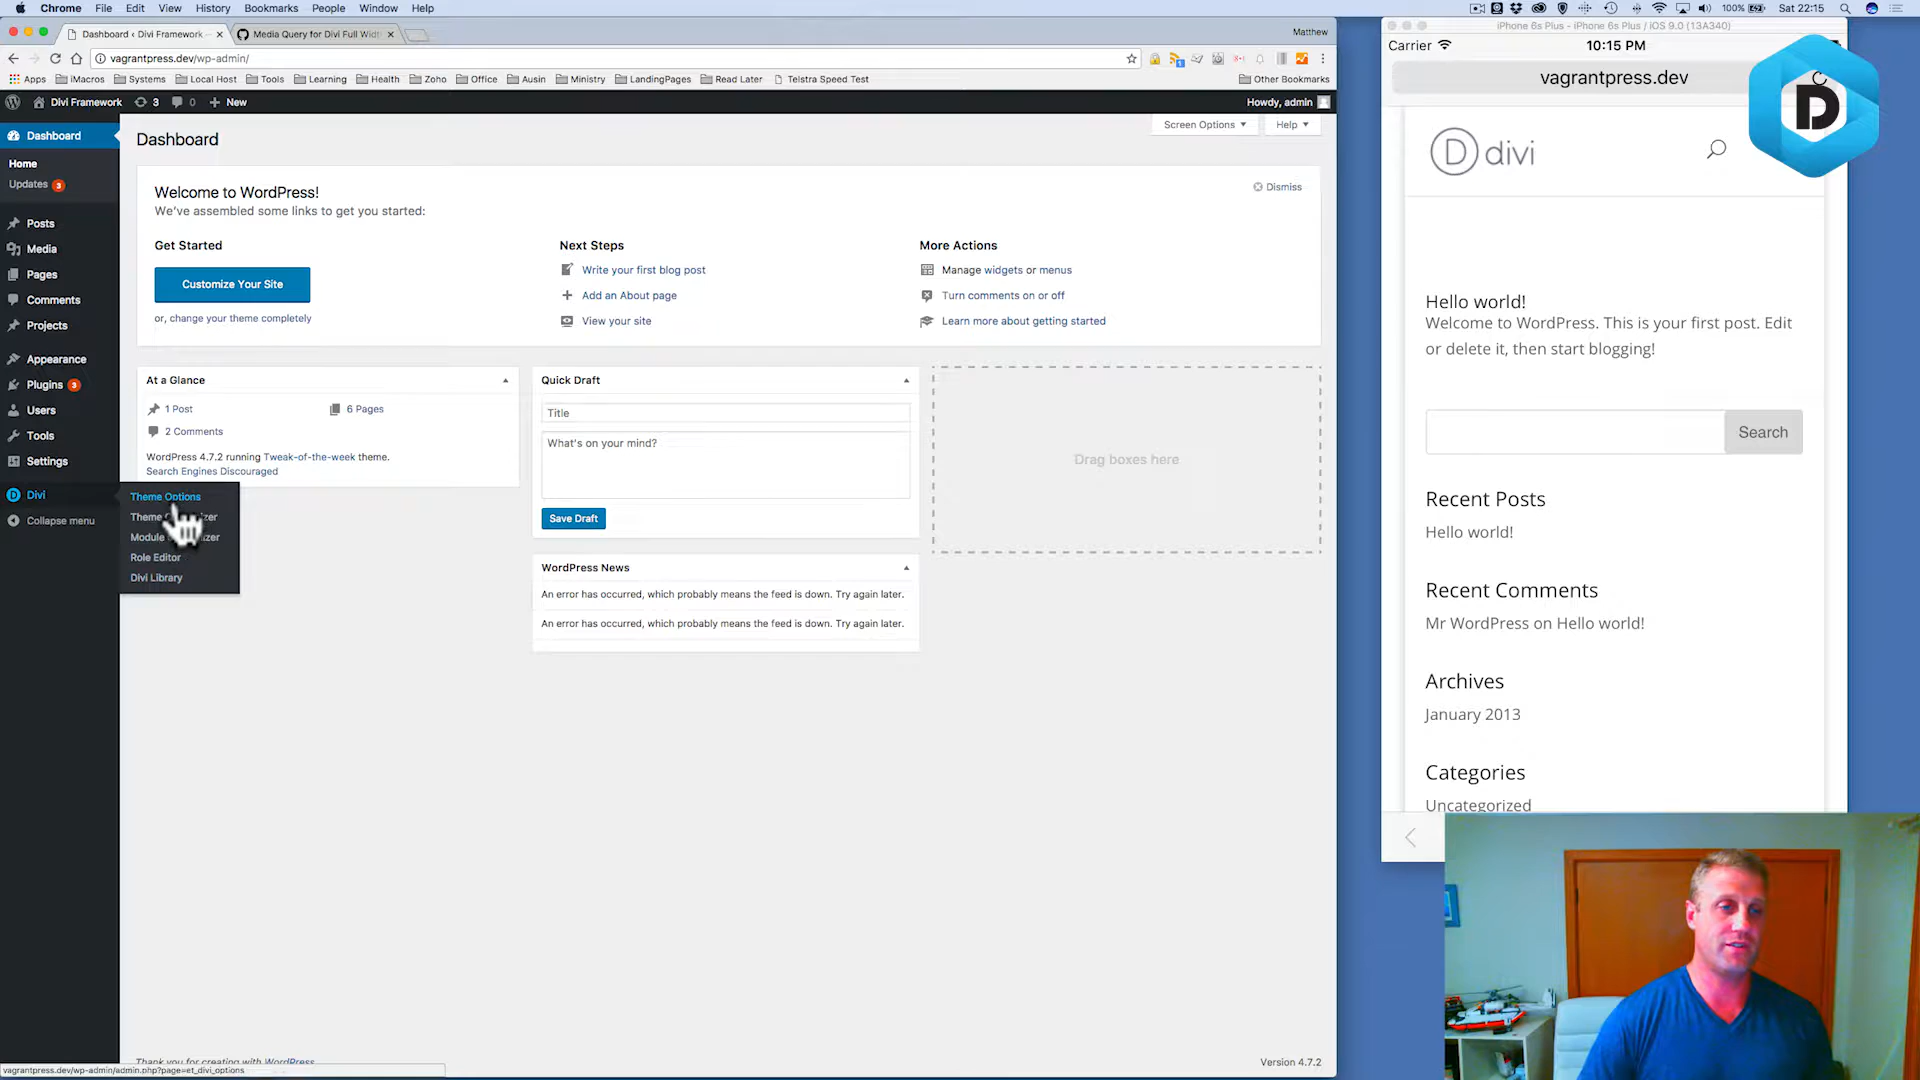 Chrome File Edit View History Bookmarks People Window Help 100% Sat 22:15
Dashboard ‹ Divi Framework Media Query for Divi Full Widt Matthew
vagrantpress.dev/wp-admin/
Apps iMacros Systems Local Host Tools Learning Health Zoho Office Ausin Ministry LandingPages Read Later Telstra Speed Test Other Bookmarks
Divi Framework 3 0 New Howdy, admin
Dashboard
Home
Updates 3
Posts
Media
Pages
Comments
Projects
Appearance
Plugins 3
Users
Tools
Settings
Divi
Collapse menu
Theme Options
Theme
Module
Role Editor
Divi Library
Dashboard
Screen Options Help
Welcome to WordPress!
We've assembled some links to get you started:
Dismiss
Get Started
Customize Your Site
or, change your theme completely
Next Steps
Write your first blog post
Add an About page
View your site
More Actions
Manage widgets or menus
Turn comments on or off
Learn more about getting started
At a Glance
1 Post 6 Pages
2 Comments
WordPress 4.7.2 running Tweak-of-the-week theme.
Search Engines Discouraged
Quick Draft
Title
What's on your mind?
Save Draft
Drag boxes here
WordPress News
An error has occurred, which probably means the feed is down. Try again later.
An error has occurred, which probably means the feed is down. Try again later.
Thank you for creating with WordPress
Version 4.7.2
vagrantpress.dev/wp-admin/admin.php?page=et_divi_options
iPhone 6s Plus - iPhone 6s Plus / iOS 9.0 (13A340)
Carrier 10:15 PM
vagrantpress.dev
D
D divi
Hello world!
Welcome to WordPress. This is your first post. Edit
or delete it, then start blogging!
Search
Recent Posts
Hello world!
Recent Comments
Mr WordPress on Hello world!
Archives
January 2013
Categories
Uncategorized